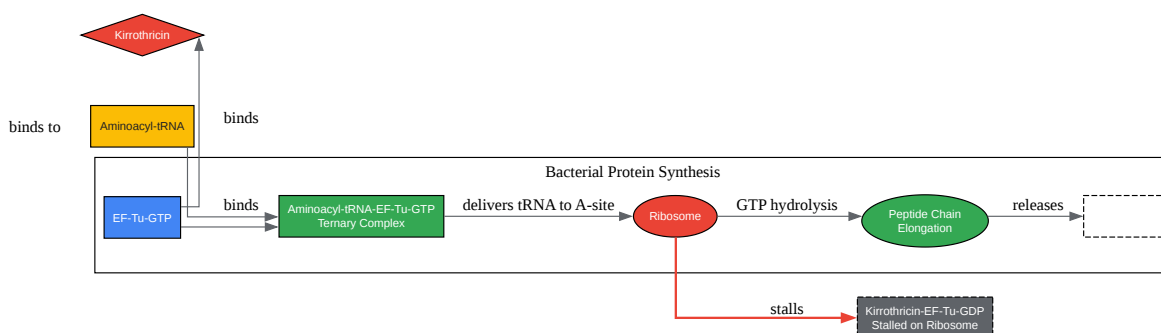 Kirrothricin
binds to
Aminoacyl-tRNA
binds
Bacterial Protein Synthesis
EF-Tu-GTP
binds
Aminoacyl-tRNA-EF-Tu-GTP
Ternary Complex
delivers tRNA to A-site
Ribosome
GTP hydrolysis
Peptide Chain
Elongation
releases
stalls
Kirrothricin-EF-Tu-GDP
Stalled on Ribosome